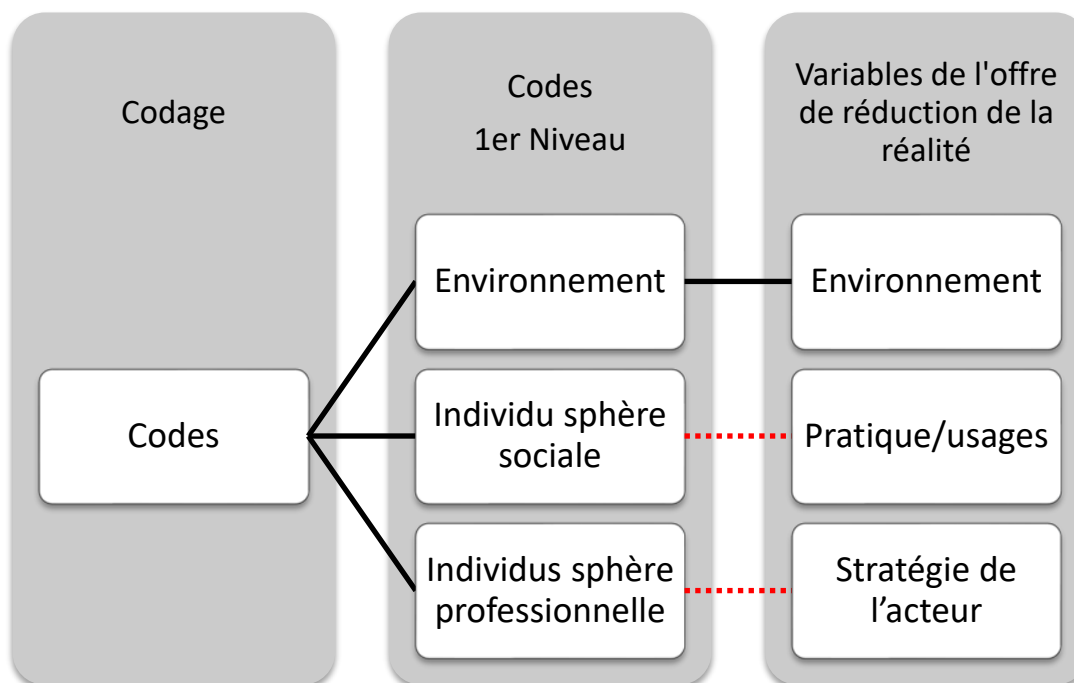 Codage
Codes
1er Niveau
Variables de l'offre
de réduction de la
réalité
Codes
Environnement
Environnement
Individu sphère
sociale
Pratique/usages
Individus sphère
professionnelle
Stratégie de
l’acteur